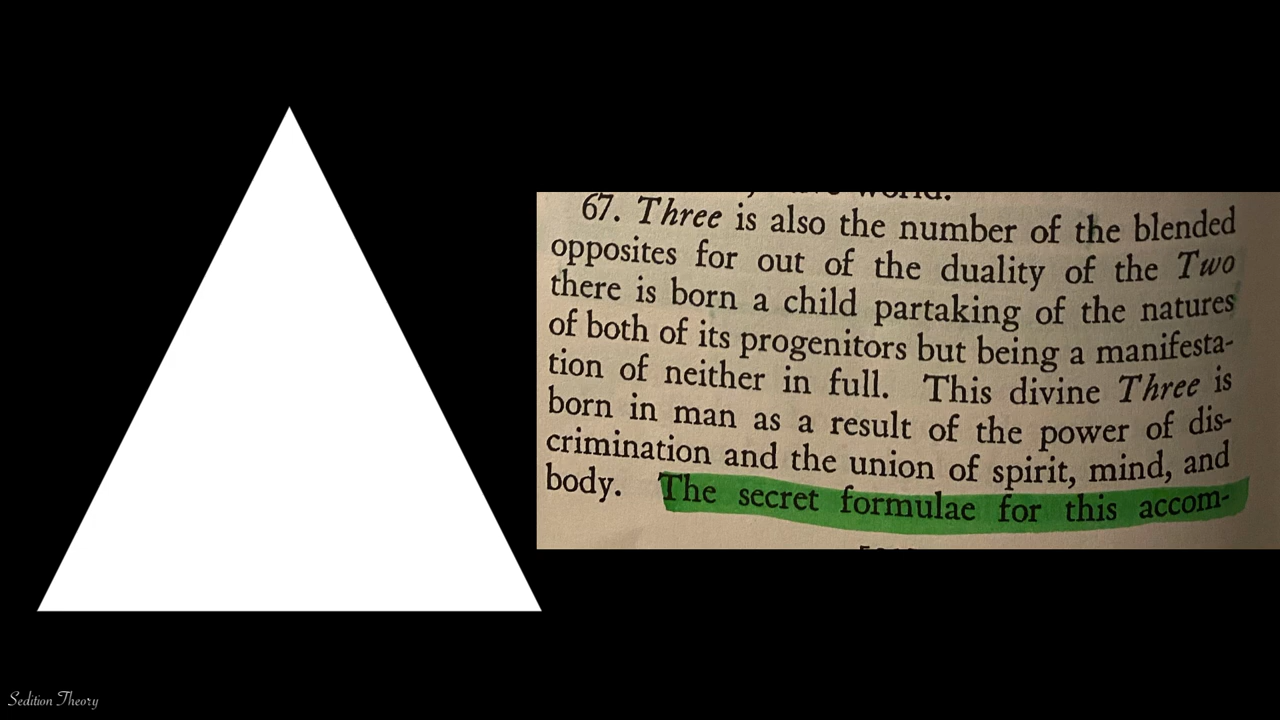 world.
67. Three is also the number of the blended
opposites for out of the duality of the Two
there is born a child partaking of the natures
of both of its progenitors but being a manifesta-
tion of neither in full. This divine Three is
born in man as a result of the power of dis-
crimination and the union of spirit, mind, and
body. The secret formulae for this accom-
Sedition Theory